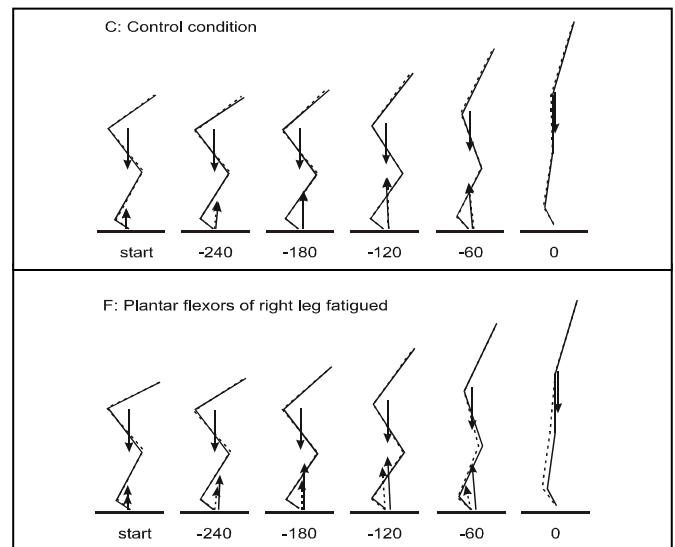 C: Control condition
start -240 -180 -120 -60 0
F: Plantar flexors of right leg fatigued
start -240 -180 -120 -60 0